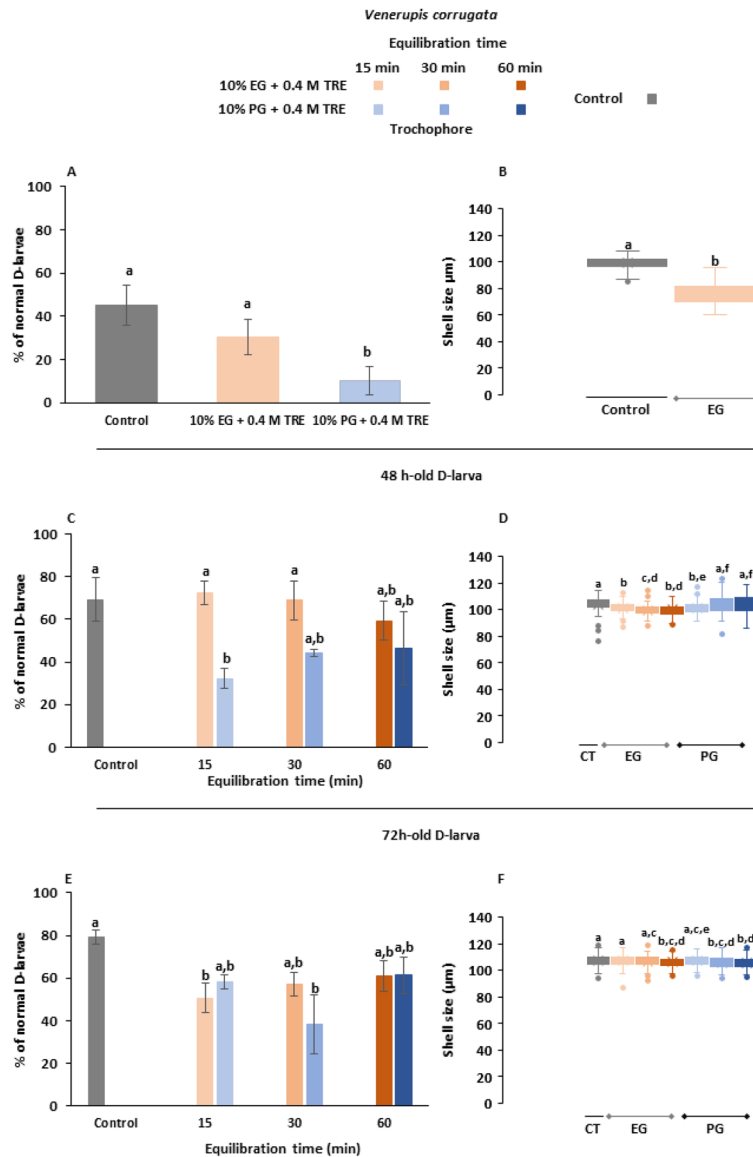 Venerupis corrugata
Equilibration time
15 min 30 min 60 min
10% EG + 0.4 M TRE
10% PG + 0.4 M TRE
Control
Trochophore
A
100
80
60
40
20
0
% of normal D-larvae
a
a
b
Control 10% EG + 0.4 M TRE 10% PG + 0.4 M TRE
B
140
120
100
80
60
40
20
0
Shell size µm)
a
b
Control EG
48 h-old D-larva
C
100
80
60
40
20
0
% of normal D-larvae
a
a
b
a
a,b
a,b
a,b
Control 15 30 60
Equilibration time (min)
D
140
120
100
80
60
40
20
0
Shell size (µm)
a b c,d b,d b,e a,f a,f
CT EG PG
72h-old D-larva
E
100
80
60
40
20
0
% of normal D-larvae
a
b
a,b
a,b
b
a,b
a,b
Control 15 30 60
Equilibration time (min)
F
140
120
100
80
60
40
20
0
Shell size (µm)
a a a,c b,c,d a,c,e b,c,d b,d
CT EG PG